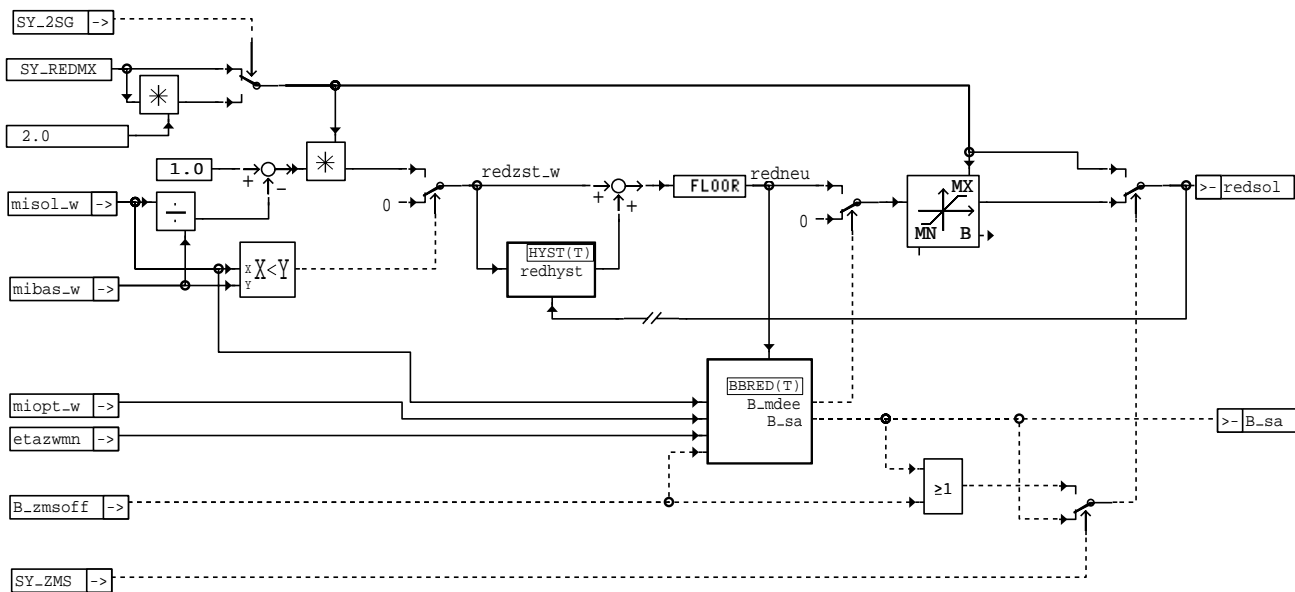 SY_2SG ->
SY_REDMX
2.0
1.0
+
-
redzst_w
+
+
FLOOR
redneu
0
0
MX
MN B
>- redsol
misol_w ->
mibas_w ->
X X<Y
Y
HYST(T)
redhyst
BBRED(T)
B_mdee
B_sa
miopt_w ->
etazwmn ->
>- B_sa
≥1
B_zmsoff ->
SY_ZMS ->